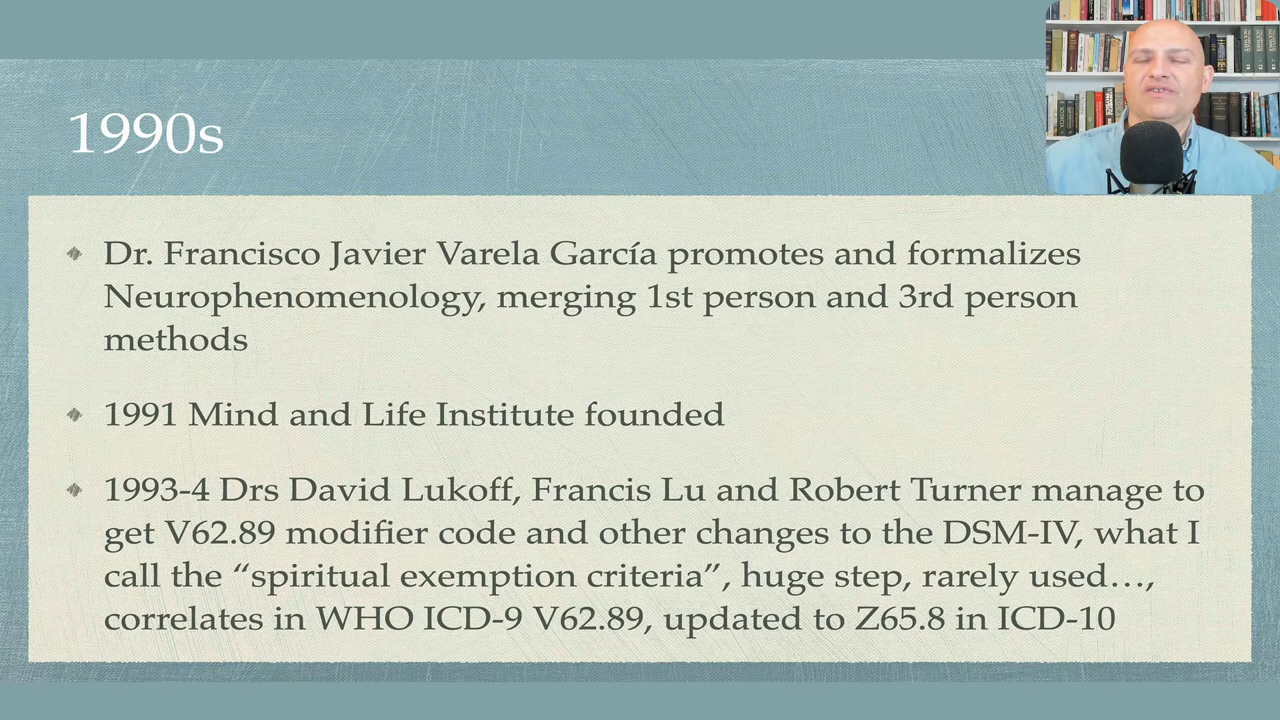 1990s
Dr. Francisco Javier Varela García promotes and formalizes
Neurophenomenology, merging 1st person and 3rd person
methods
1991 Mind and Life Institute founded
1993-4 Drs David Lukoff, Francis Lu and Robert Turner manage to
get V62.89 modifier code and other changes to the DSM-IV, what I
call the “spiritual exemption criteria”, huge step, rarely used…,
correlates in WHO ICD-9 V62.89, updated to Z65.8 in ICD-10